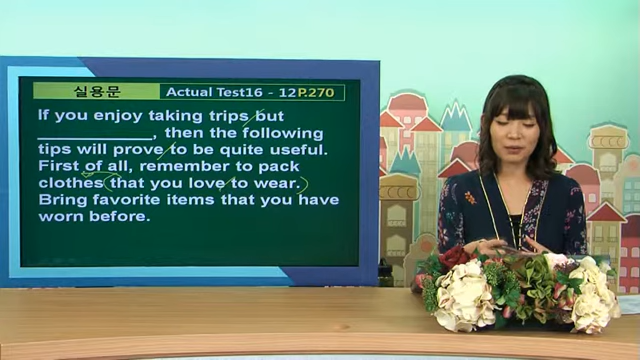 실용문
Actual Test16 - 12 P.270
If you enjoy taking trips but
____________, then the following
tips will prove to be quite useful.
First of all, remember to pack
clothes that you love to wear.
Bring favorite items that you have
worn before.